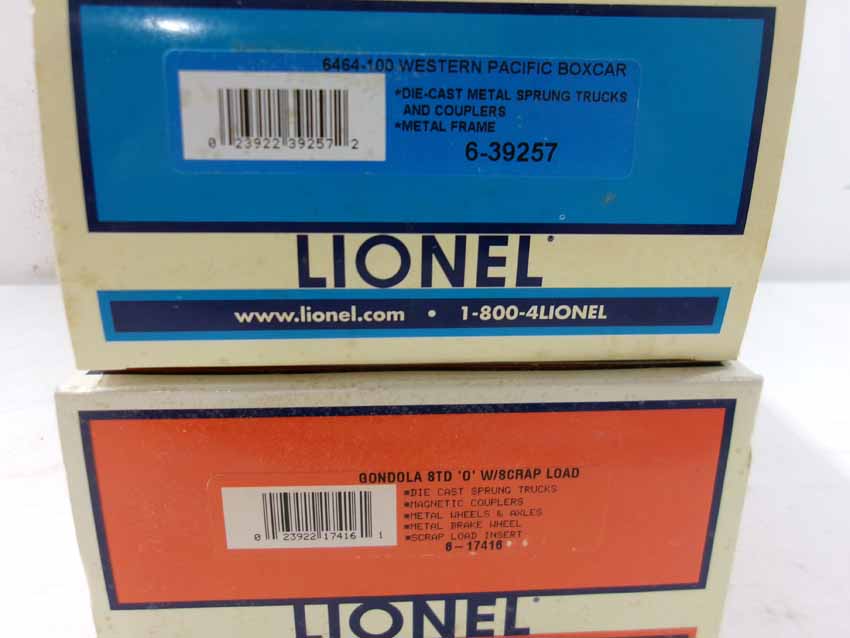 6464-100 WESTERN PACIFIC BOXCAR
*DIE-CAST METAL SPRUNG TRUCKS
AND COUPLERS
*METAL FRAME
6-39257
0 23922 39257 2
LIONEL
www.lionel.com • 1-800-4LIONEL
GONDOLA STD 'O' W/SCRAP LOAD
*DIE CAST SPRUNG TRUCKS
*MAGNETIC COUPLERS
*METAL WHEELS & AXLES
*METAL BRAKE WHEEL
*SCRAP LOAD INSERT
6-17416
0 23922 17416 1
LIONEL